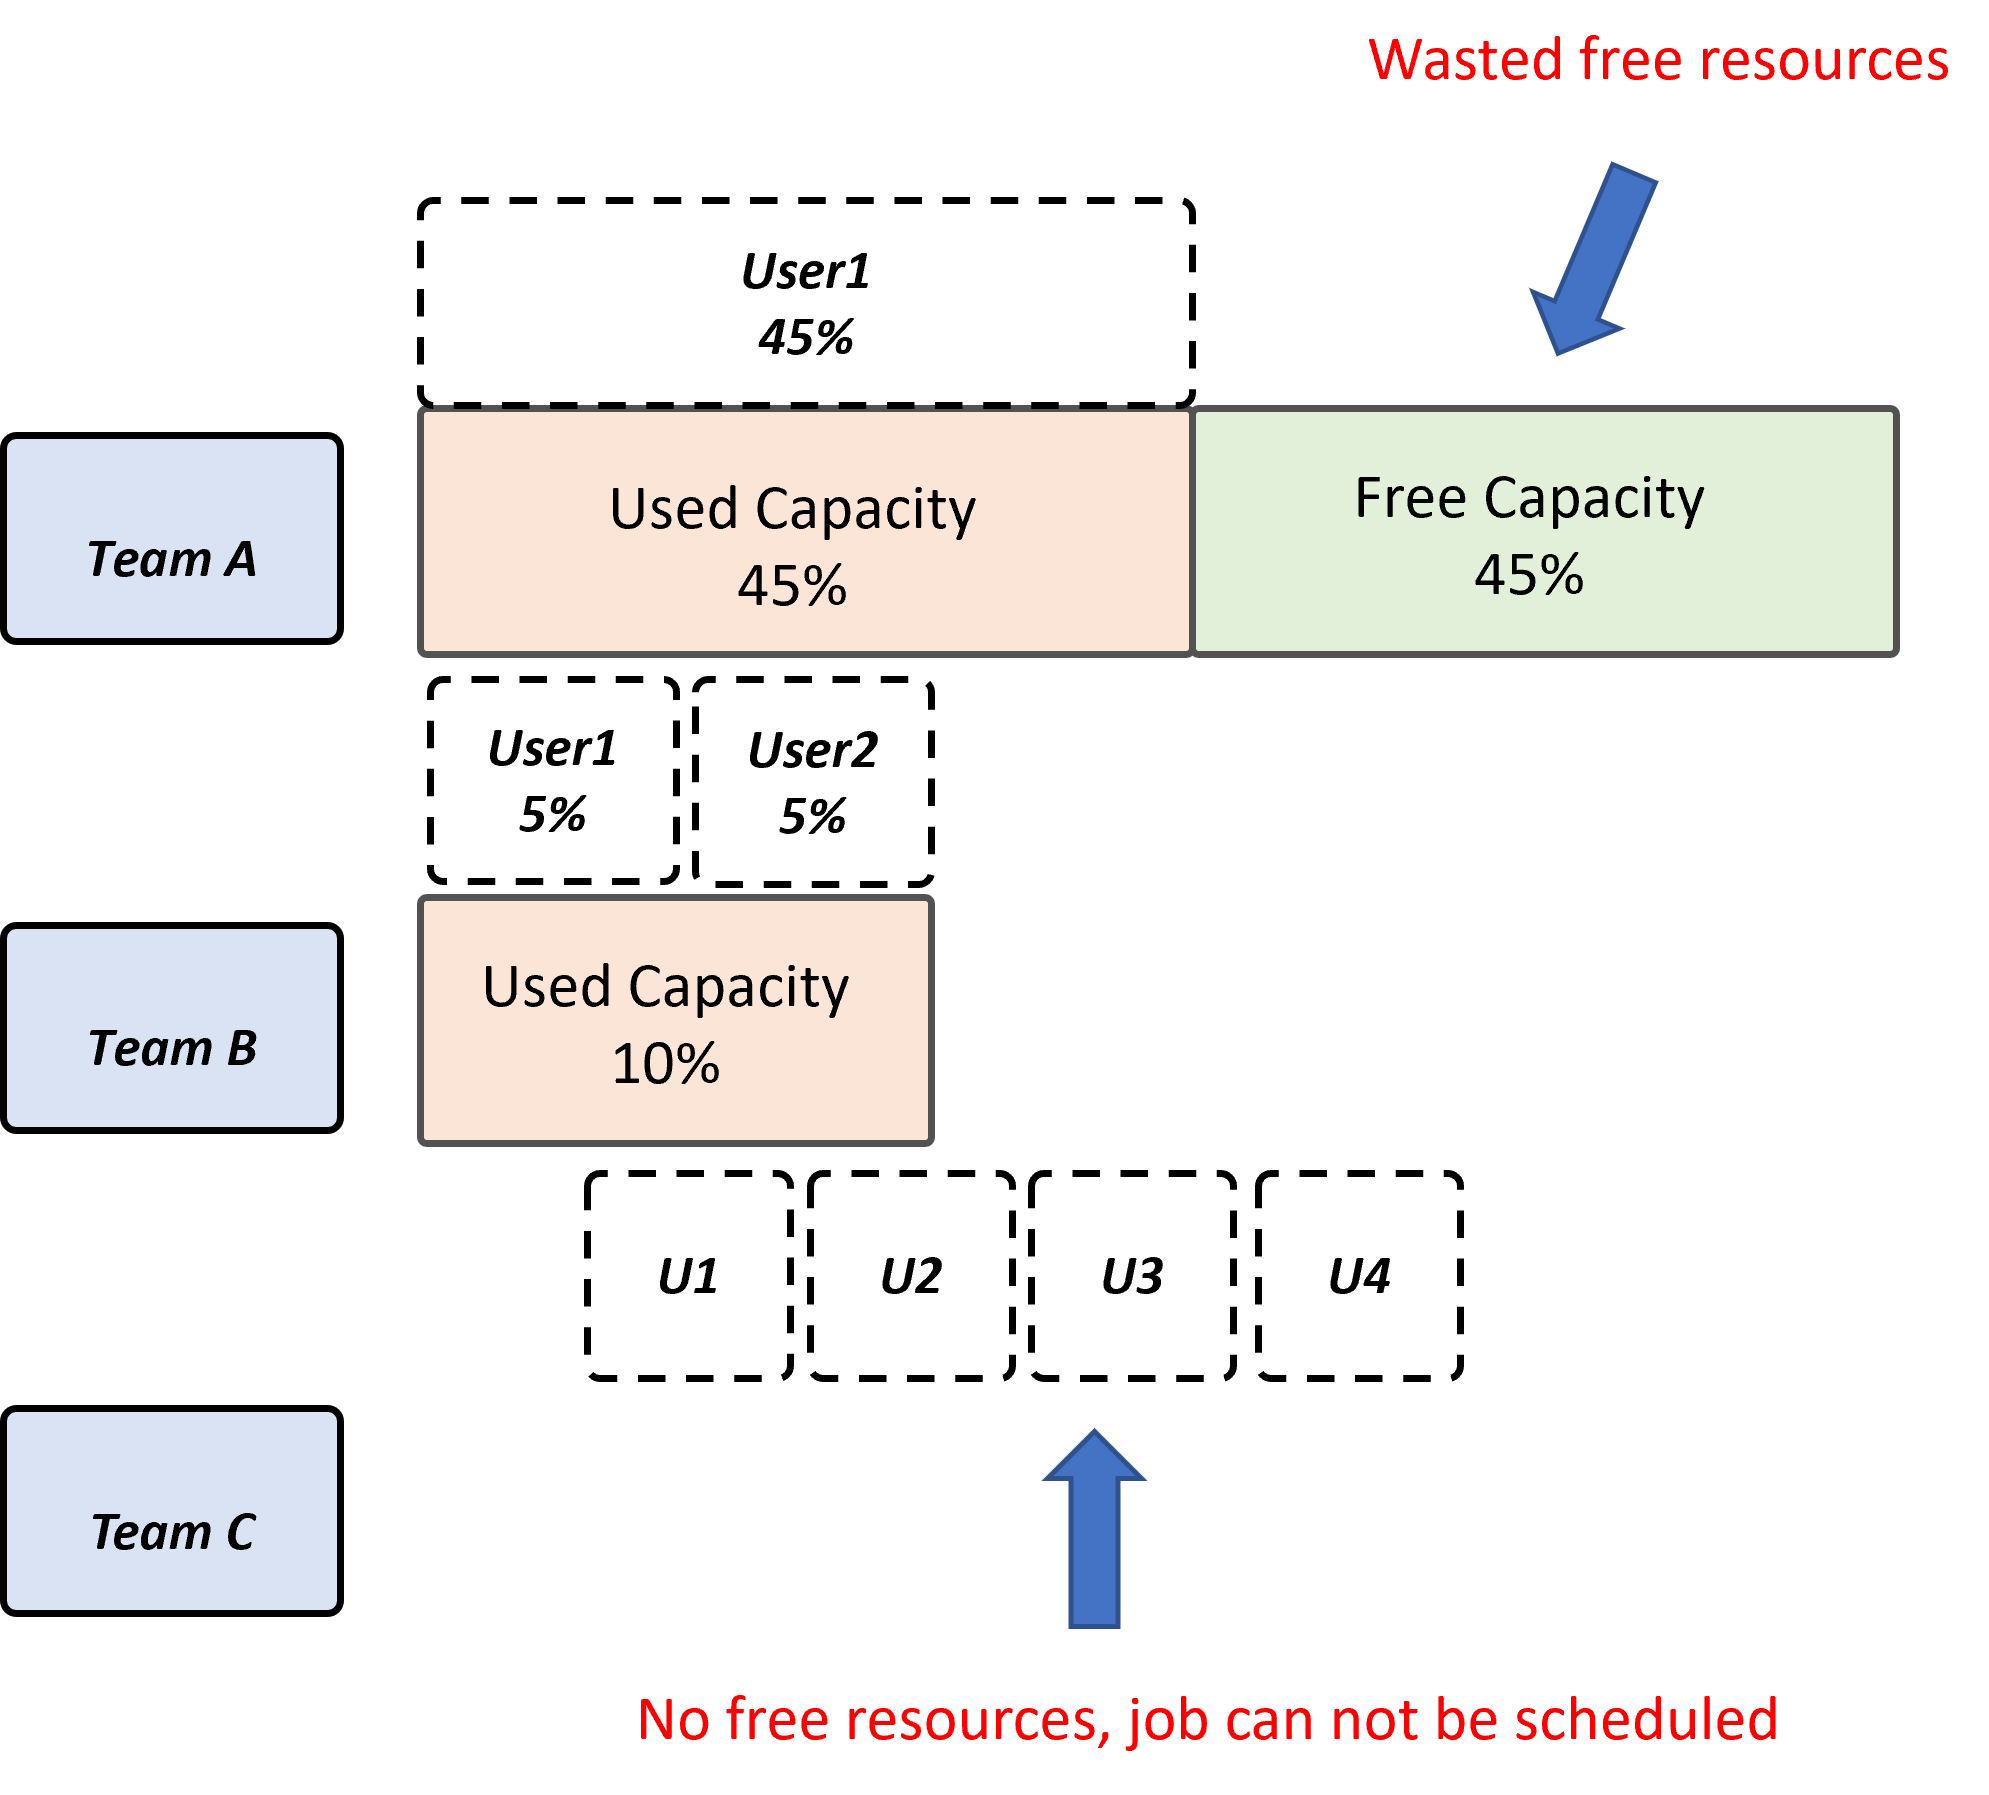 Wasted free resources
User1
45%
Team A
Used Capacity
45%
Free Capacity
45%
User1
5%
User2
5%
Team B
Used Capacity
10%
U1
U2
U3
U4
Team C
No free resources, job can not be scheduled